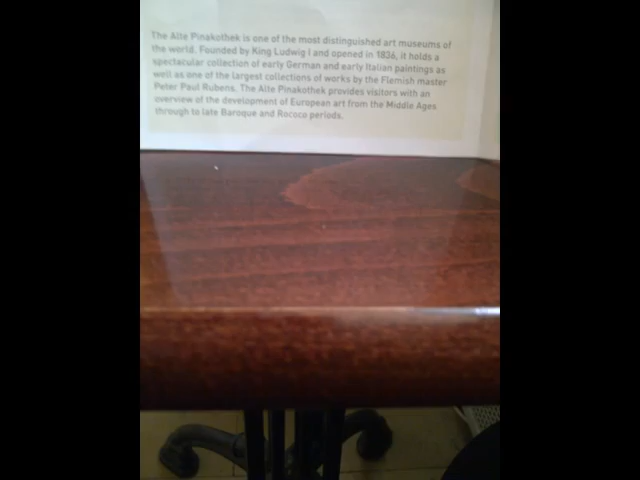 The Alte Pinakothek is one of the most distinguished art museums of
the world. Founded by King Ludwig I and opened in 1836, it holds a
spectacular collection of early German and early Italian paintings as
well as one of the largest collections of works by the Flemish master
Peter Paul Rubens. The Alte Pinakothek provides visitors with an
overview of the development of European art from the Middle Ages
through to late Baroque and Rococo periods.